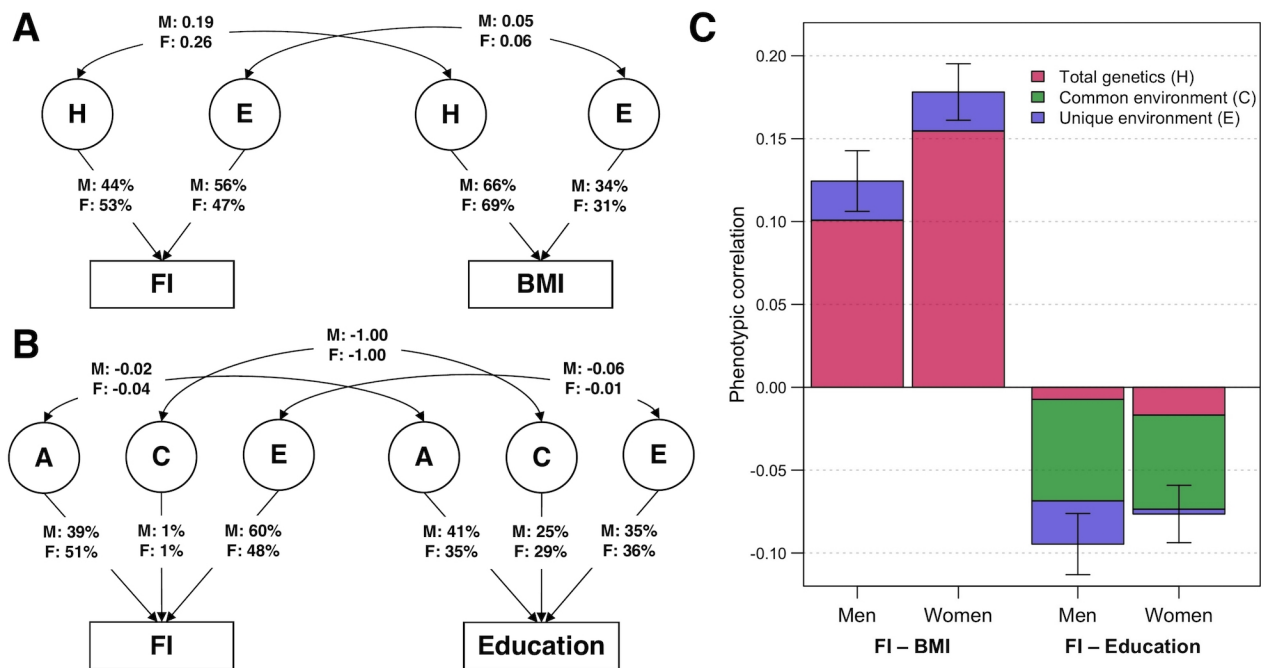 A
M: 0.19
F: 0.26
M: 0.05
F: 0.06
H
E
H
E
M: 44%
F: 53%
M: 56%
F: 47%
M: 66%
F: 69%
M: 34%
F: 31%
FI
BMI
B
M: -1.00
F: -1.00
M: -0.02
F: -0.04
M: -0.06
F: -0.01
A
C
E
A
C
E
M: 39%
F: 51%
M: 1%
F: 1%
M: 60%
F: 48%
M: 41%
F: 35%
M: 25%
F: 29%
M: 35%
F: 36%
FI
Education
C
Phenotypic correlation
0.20
0.15
0.10
0.05
0.00
-0.05
-0.10
Total genetics (H)
Common environment (C)
Unique environment (E)
Men
Women
Men
Women
FI – BMI
FI – Education